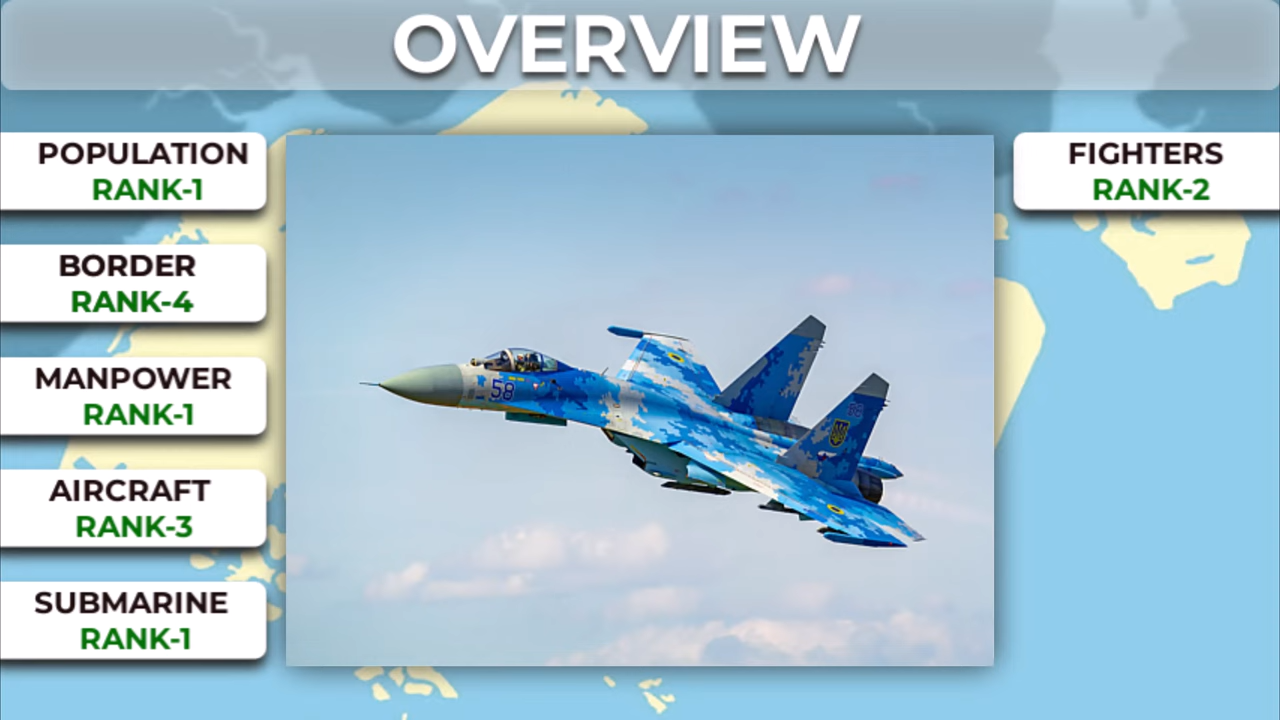 OVERVIEW
POPULATION
RANK-1
BORDER
RANK-4
MANPOWER
RANK-1
AIRCRAFT
RANK-3
SUBMARINE
RANK-1
FIGHTERS
RANK-2
58